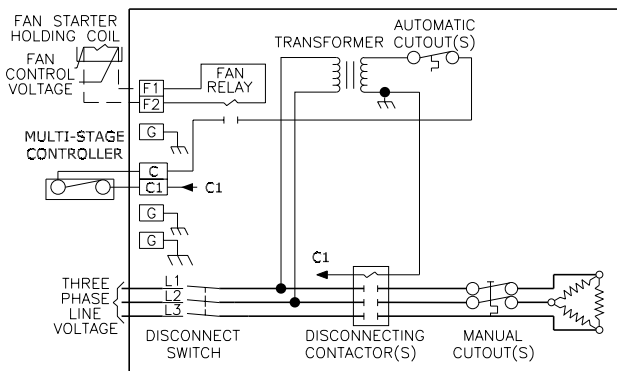 FAN STARTER
HOLDING COIL
FAN
CONTROL
VOLTAGE
F1
F2
FAN
RELAY
TRANSFORMER
AUTOMATIC
CUTOUT(S)
G
MULTI-STAGE
CONTROLLER
C
C1
C1
G
G
C1
THREE
PHASE
LINE
VOLTAGE
L1
L2
L3
DISCONNECT
SWITCH
DISCONNECTING
CONTACTOR(S)
MANUAL
CUTOUT(S)